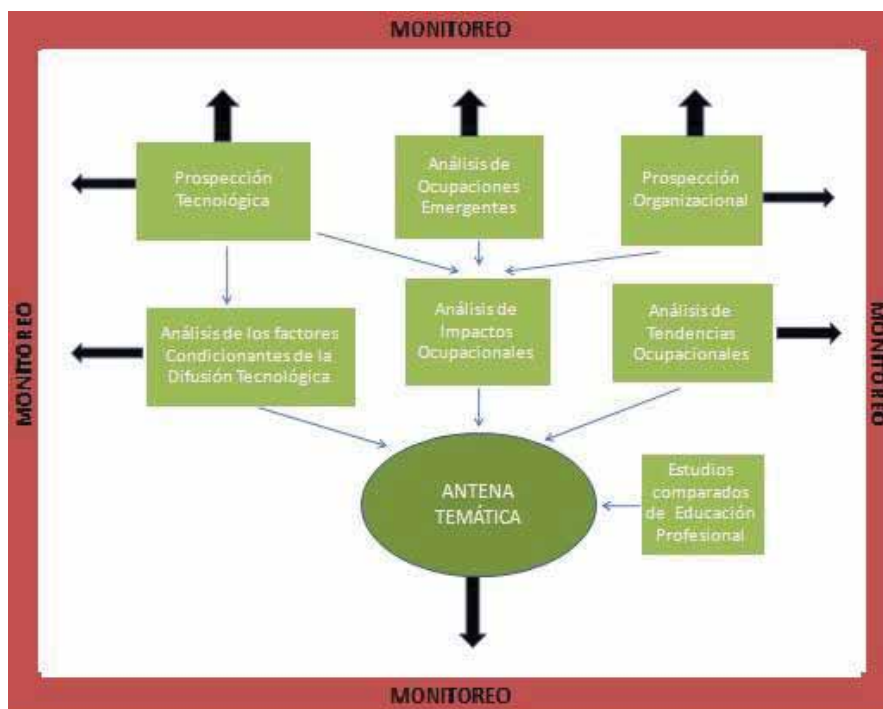 MONITOREO
Prospección
Tecnológica
Análisis de
Ocupaciones
Emergentes
Prospección
Organizacional
MONITOREO
MONITOREO
Análisis de los factores
Condicionantes de la
Difusión Tecnológica
Análisis de
Impactos
Ocupacionales
Análisis de
Tendencias
Ocupacionales
ANTENA
TEMÁTICA
Estudios
comparados
de Educación
Profesional
MONITOREO